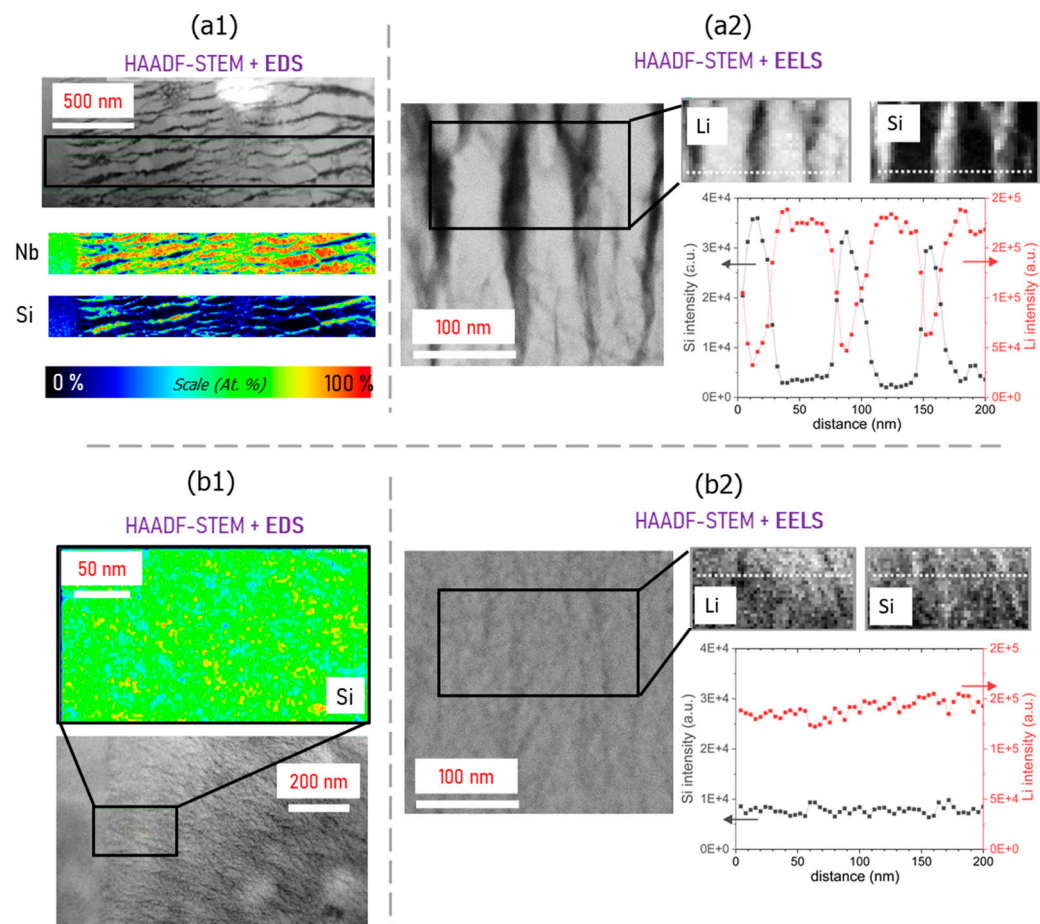 (a1)
HAADF-STEM + EDS
500 nm
Nb
Si
0 %
Scale (At. %)
100 %
(a2)
HAADF-STEM + EELS
100 nm
Li
Si
4E+4
3E+4
2E+4
1E+4
0E+0
Si intensity (a.u.)
2E+5
2E+5
1E+5
5E+4
0E+0
Li intensity (a.u.)
0
50
100
150
200
distance (nm)
(b1)
HAADF-STEM + EDS
50 nm
Si
200 nm
(b2)
HAADF-STEM + EELS
100 nm
Li
Si
4E+4
3E+4
2E+4
1E+4
0E+0
Si intensity (a.u.)
2E+5
2E+5
1E+5
5E+4
0E+0
Li intensity (a.u.)
0
50
100
150
200
distance (nm)